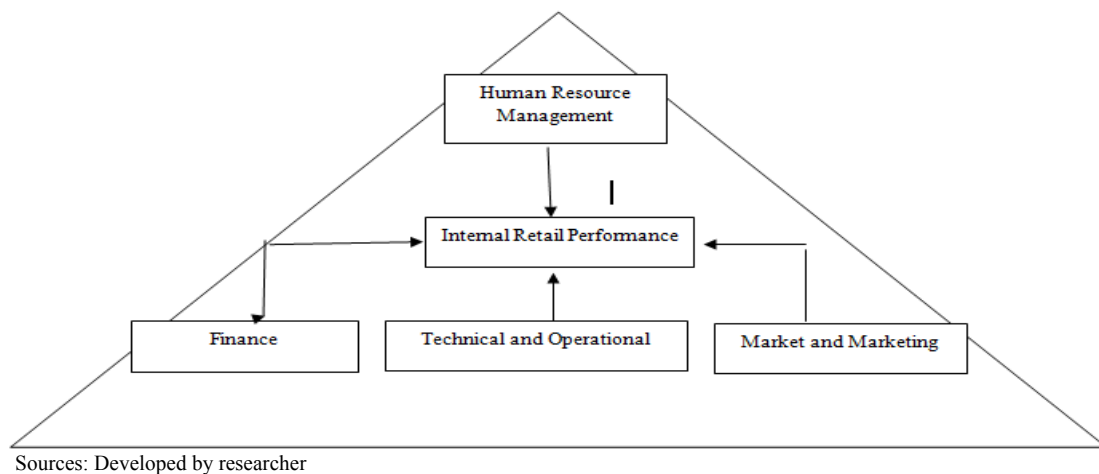 Human Resource
Management
Internal Retail Performance
Finance
Technical and Operational
Market and Marketing
Sources: Developed by researcher